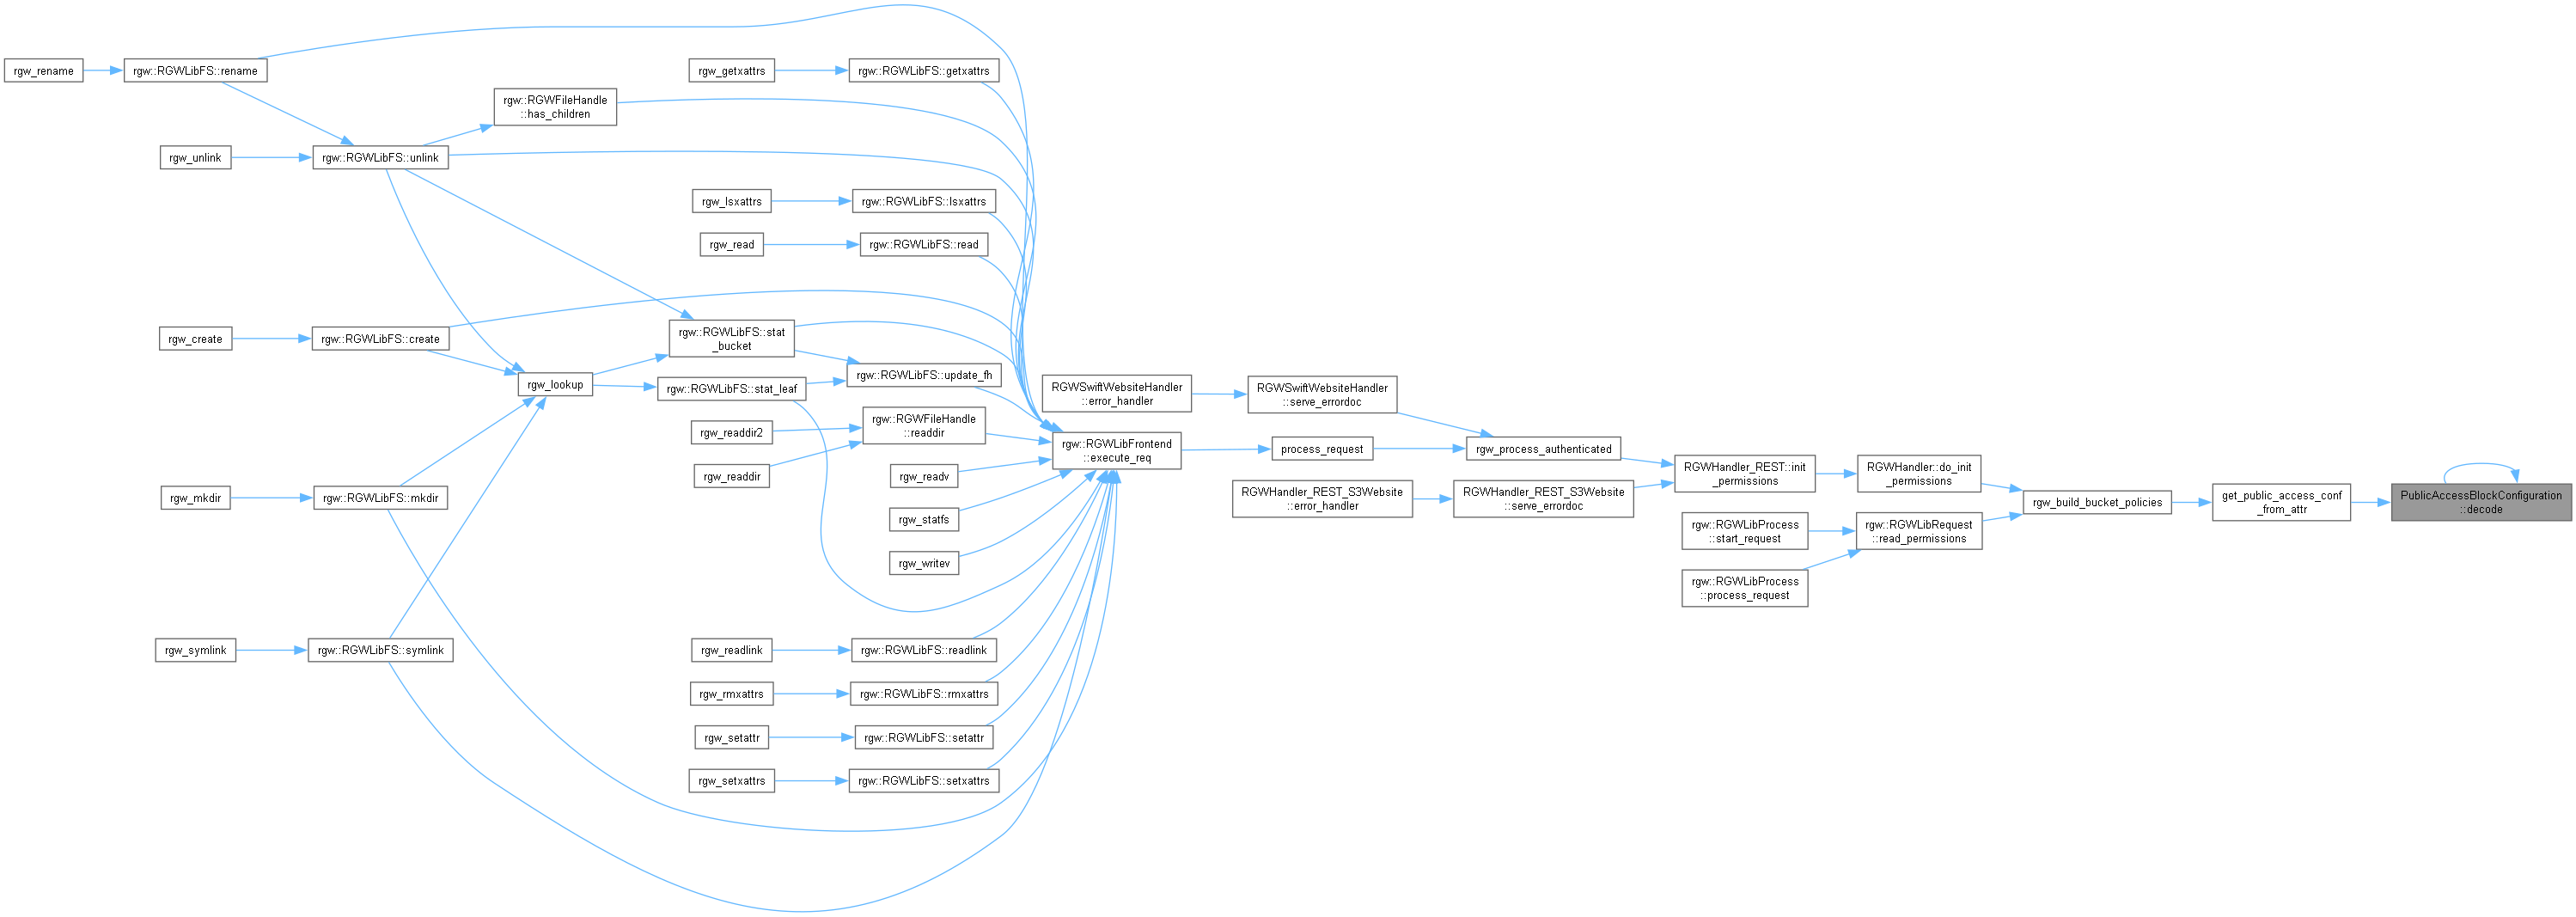 rgw_rename
rgw::RGWLibFS::rename
rgw_unlink
rgw::RGWLibFS::unlink
rgw::RGWFileHandle
::has_children
rgw_getxattrs
rgw::RGWLibFS::getxattrs
rgw_lsxattrs
rgw::RGWLibFS::lsxattrs
rgw_read
rgw::RGWLibFS::read
rgw_create
rgw::RGWLibFS::create
rgw_lookup
rgw::RGWLibFS::stat
_bucket
rgw::RGWLibFS::stat_leaf
rgw::RGWLibFS::update_fh
rgw_readdir2
rgw_readdir
rgw::RGWFileHandle
::readdir
rgw_readv
rgw_statfs
rgw_writev
rgw_mkdir
rgw::RGWLibFS::mkdir
rgw_symlink
rgw::RGWLibFS::symlink
rgw_readlink
rgw::RGWLibFS::readlink
rgw_rmxattrs
rgw::RGWLibFS::rmxattrs
rgw_setattr
rgw::RGWLibFS::setattr
rgw_setxattrs
rgw::RGWLibFS::setxattrs
rgw::RGWLibFrontend
::execute_req
RGWSwiftWebsiteHandler
::error_handler
RGWSwiftWebsiteHandler
::serve_errordoc
process_request
rgw_process_authenticated
RGWHandler_REST_S3Website
::error_handler
RGWHandler_REST_S3Website
::serve_errordoc
RGWHandler_REST::init
_permissions
RGWHandler::do_init
_permissions
rgw::RGWLibProcess
::start_request
rgw::RGWLibProcess
::process_request
rgw::RGWLibRequest
::read_permissions
rgw_build_bucket_policies
get_public_access_conf
_from_attr
PublicAccessBlockConfiguration
::decode